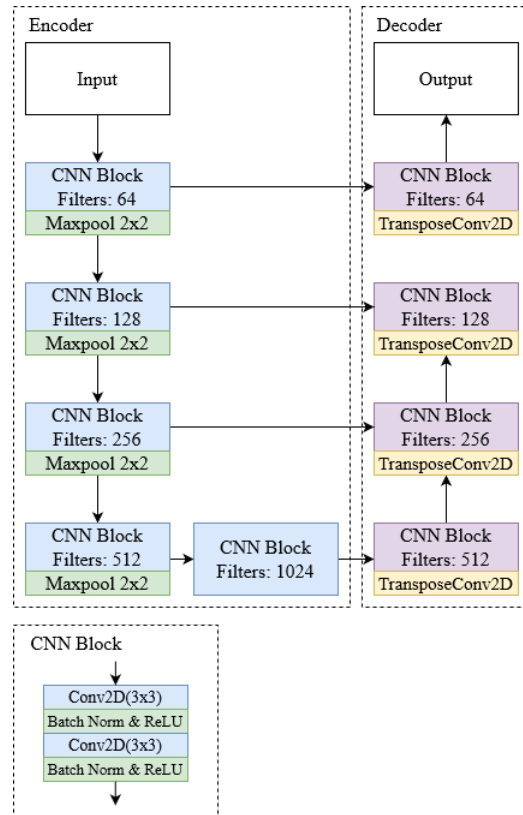 Encoder
Input
CNN Block
Filters: 64
Maxpool 2x2
CNN Block
Filters: 128
Maxpool 2x2
CNN Block
Filters: 256
Maxpool 2x2
CNN Block
Filters: 512
Maxpool 2x2
CNN Block
Filters: 1024
Decoder
Output
CNN Block
Filters: 64
TransposeConv2D
CNN Block
Filters: 128
TransposeConv2D
CNN Block
Filters: 256
TransposeConv2D
CNN Block
Filters: 512
TransposeConv2D
CNN Block
Conv2D(3x3)
Batch Norm & ReLU
Conv2D(3x3)
Batch Norm & ReLU